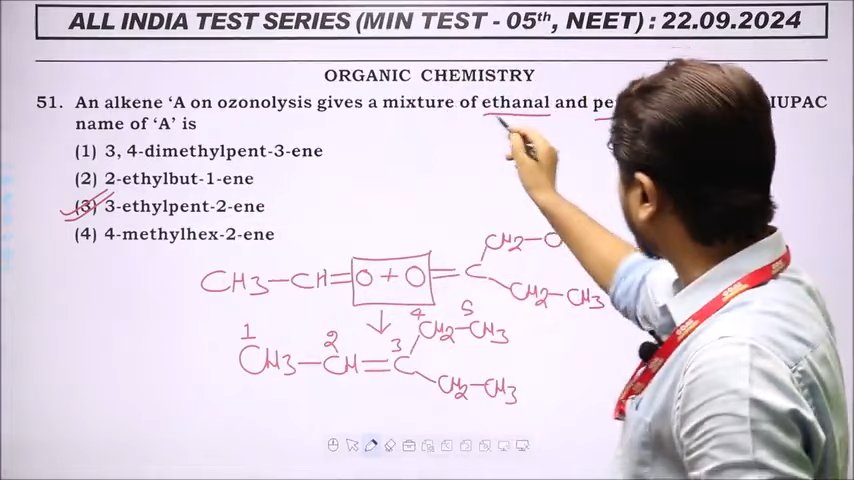 ALL INDIA TEST SERIES (MIN TEST - 05th, NEET) : 22.09.2024
ORGANIC CHEMISTRY
51. An alkene ‘A on ozonolysis gives a mixture of ethanal and IUPAC
name of ‘A’ is
(1) 3, 4-dimethylpent-3-ene
(2) 2-ethylbut-1-ene
(3) 3-ethylpent-2-ene
(4) 4-methylhex-2-ene
CH2-
CH3-CH=O+O=C
CH2-CH3
4 5
CH2-CH3
1 2 3
CH3-CH=C
CH2-CH3